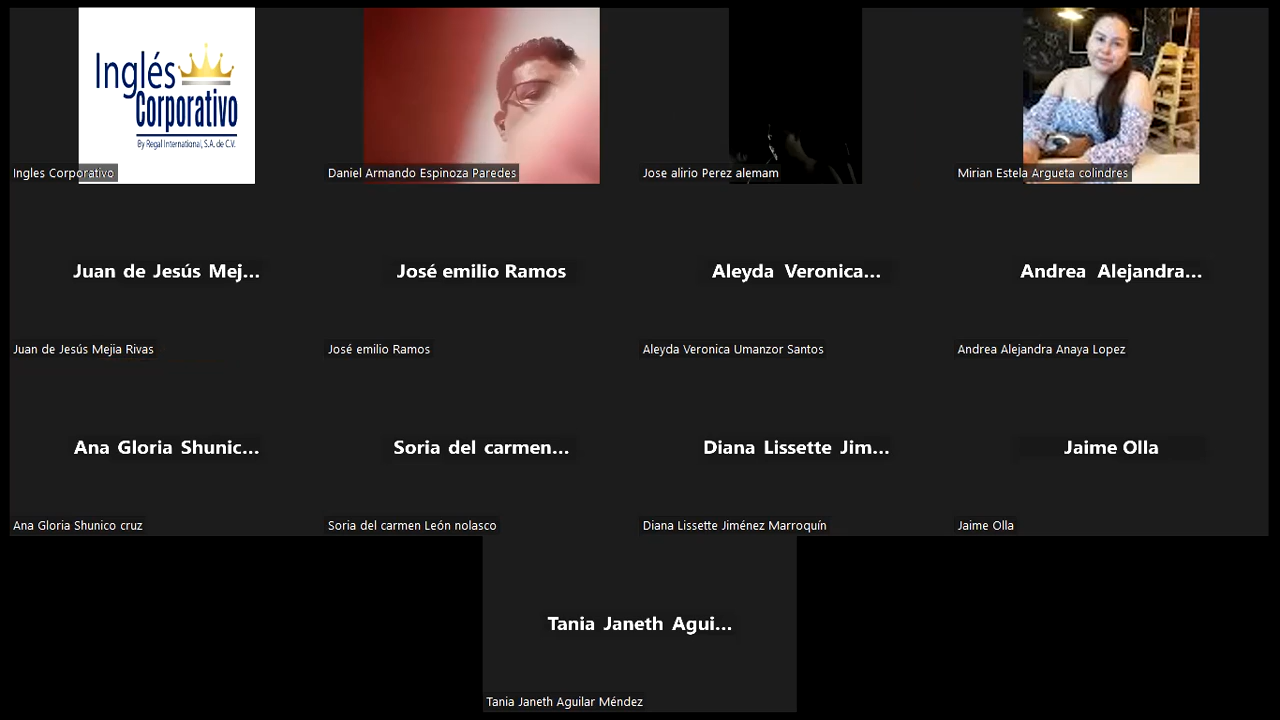 Inglés
Corporativo
By Regal International, S.A. de C.V.
Ingles Corporativo
Daniel Armando Espinoza Paredes
Jose alirio Perez alemam
Mirian Estela Argueta colindres
Juan de Jesús Mej...
José emilio Ramos
Aleyda Veronica...
Andrea Alejandra...
Juan de Jesús Mejia Rivas
José emilio Ramos
Aleyda Veronica Umanzor Santos
Andrea Alejandra Anaya Lopez
Ana Gloria Shunic...
Soria del carmen...
Diana Lissette Jim...
Jaime Olla
Ana Gloria Shunico cruz
Soria del carmen León nolasco
Diana Lissette Jiménez Marroquín
Jaime Olla
Tania Janeth Agui...
Tania Janeth Aguilar Méndez